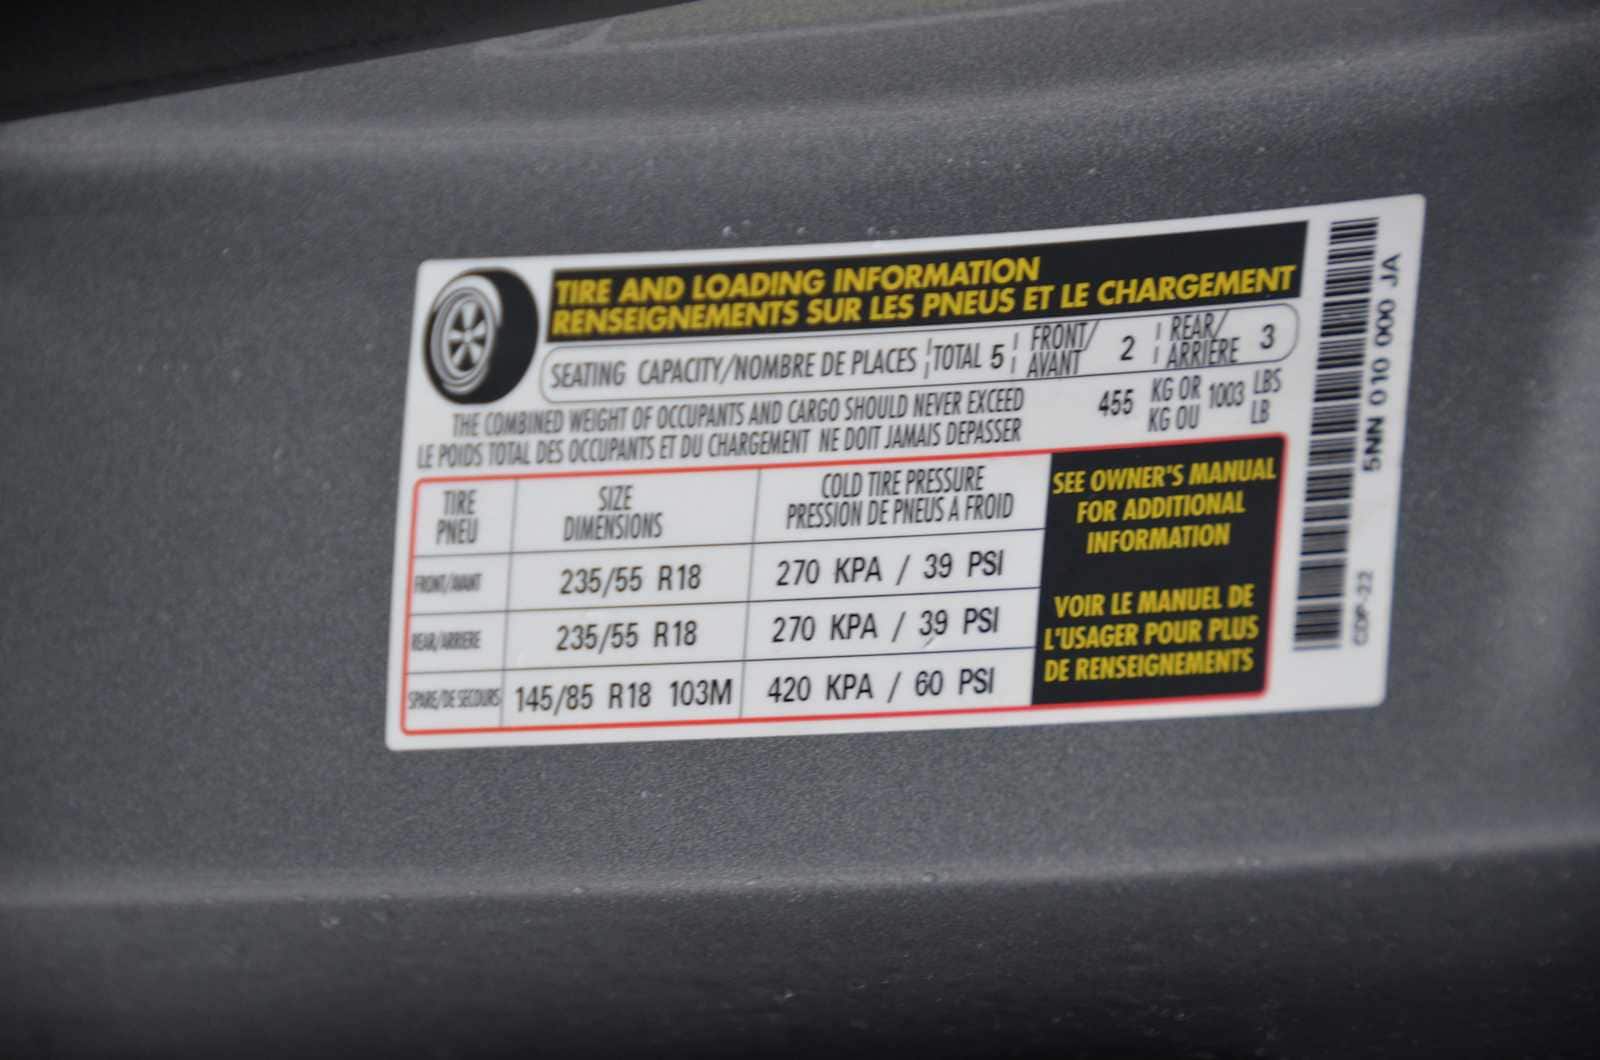 TIRE AND LOADING INFORMATION
RENSEIGNEMENTS SUR LES PNEUS ET LE CHARGEMENT
SEATING CAPACITY/NOMBRE DE PLACES TOTAL 5 FRONT/AVANT 2 REAR/ARRIÈRE 3
THE COMBINED WEIGHT OF OCCUPANTS AND CARGO SHOULD NEVER EXCEED 455 KG OR 1003 LBS
LE POIDS TOTAL DES OCCUPANTS ET DU CHARGEMENT NE DOIT JAMAIS DEPASSER KG OU LB
TIRE SIZE COLD TIRE PRESSURE
PNEU DIMENSIONS PRESSION DE PNEUS A FROID
FRONT/AVANT 235/55 R18 270 KPA / 39 PSI
REAR/ARRIERE 235/55 R18 270 KPA / 39 PSI
SPARE/DE SECOURS 145/85 R18 103M 420 KPA / 60 PSI
SEE OWNER'S MANUAL
FOR ADDITIONAL
INFORMATION
VOIR LE MANUEL DE
L'USAGER POUR PLUS
DE RENSEIGNEMENTS
5NN 010 000 JA
CDP-22